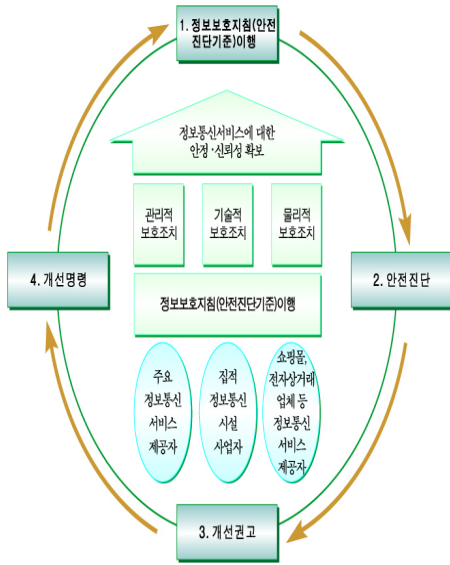 1. 정보보호지침(안전
진단기준)이행
정보통신서비스에 대한
안정·신뢰성 확보
관리적
보호조치
기술적
보호조치
물리적
보호조치
4. 개선명령
2. 안전진단
정보보호지침(안전진단기준)이행
주요
정보통신
서비스
제공자
집적
정보통신
시설
사업자
쇼핑몰,
전자상거래
업체 등
정보통신
서비스
제공자
3. 개선권고